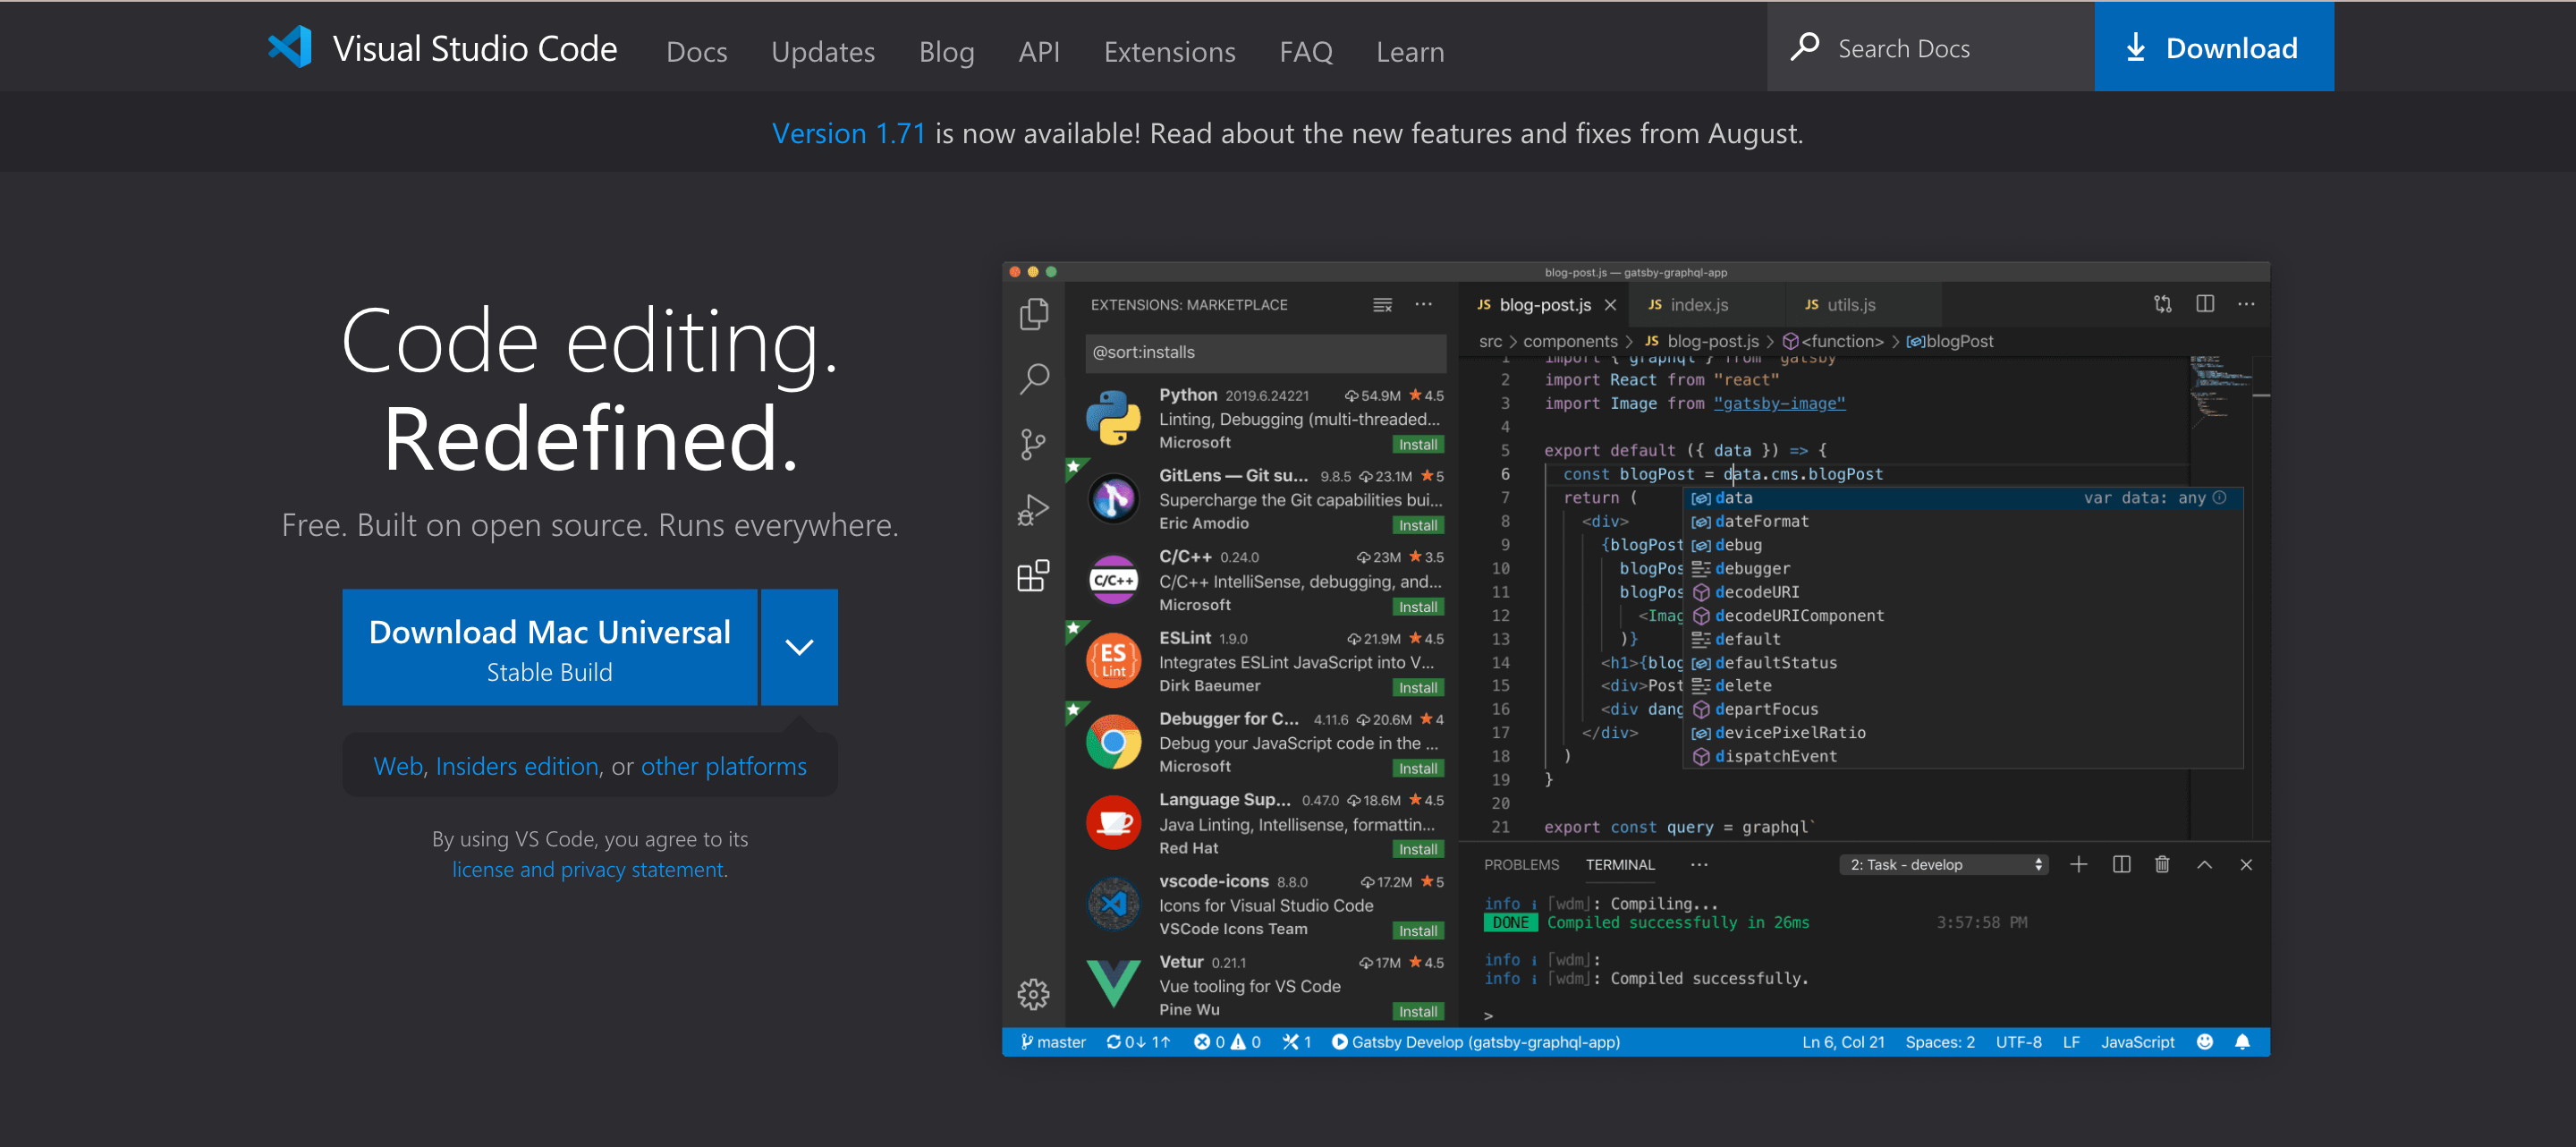 Visual Studio Code Docs Updates Blog API Extensions FAQ Learn Search Docs Download
Version 1.71 is now available! Read about the new features and fixes from August.
Code editing.
Redefined.
Free. Built on open source. Runs everywhere.
Download Mac Universal
Stable Build
Web, Insiders edition, or other platforms
By using VS Code, you agree to its
license and privacy statement.
blog-post.js — gatsby-graphql-app
EXTENSIONS: MARKETPLACE
@sort:installs
Python 2019.6.24221 54.9M 4.5
Linting, Debugging (multi-threaded...
Microsoft Install
GitLens — Git su... 9.8.5 23.1M 5
Supercharge the Git capabilities bui...
Eric Amodio Install
C/C++
C/C++ 0.24.0 23M 3.5
C/C++ IntelliSense, debugging, and...
Microsoft Install
ES
Lint
ESLint 1.9.0 21.9M 4.5
Integrates ESLint JavaScript into V...
Dirk Baeumer Install
Debugger for C... 4.11.6 20.6M 4
Debug your JavaScript code in the ...
Microsoft Install
Language Sup... 0.47.0 18.6M 4.5
Java Linting, Intellisense, formattin...
Red Hat Install
vscode-icons 8.8.0 17.2M 5
Icons for Visual Studio Code
VSCode Icons Team Install
Vetur 0.21.1 17M 4.5
Vue tooling for VS Code
Pine Wu Install
JS blog-post.js JS index.js JS utils.js
src > components > JS blog-post.js > <function> > blogPost
1 import { graphql } from "gatsby"
2 import React from "react"
3 import Image from "gatsby-image"
4
5 export default ({ data }) => {
6 const blogPost = data.cms.blogPost
7 return (
8 <div>
9 {blogPost
10 blogPos
11 blogPos
12 <Imag
13 )}
14 <h1>{blog
15 <div>Post
16 <div dang
17 </div>
18 )
19 }
20
21 export const query = graphql`
data var data: any
dateFormat
debug
debugger
decodeURI
decodeURIComponent
default
defaultStatus
delete
departFocus
devicePixelRatio
dispatchEvent
PROBLEMS TERMINAL ... 2: Task - develop
info i ｢wdm｣: Compiling...
DONE Compiled successfully in 26ms 3:57:58 PM
info i ｢wdm｣:
info i ｢wdm｣: Compiled successfully.
>
master 0↓ 1↑ 0 0 1 Gatsby Develop (gatsby-graphql-app) Ln 6, Col 21 Spaces: 2 UTF-8 LF JavaScript